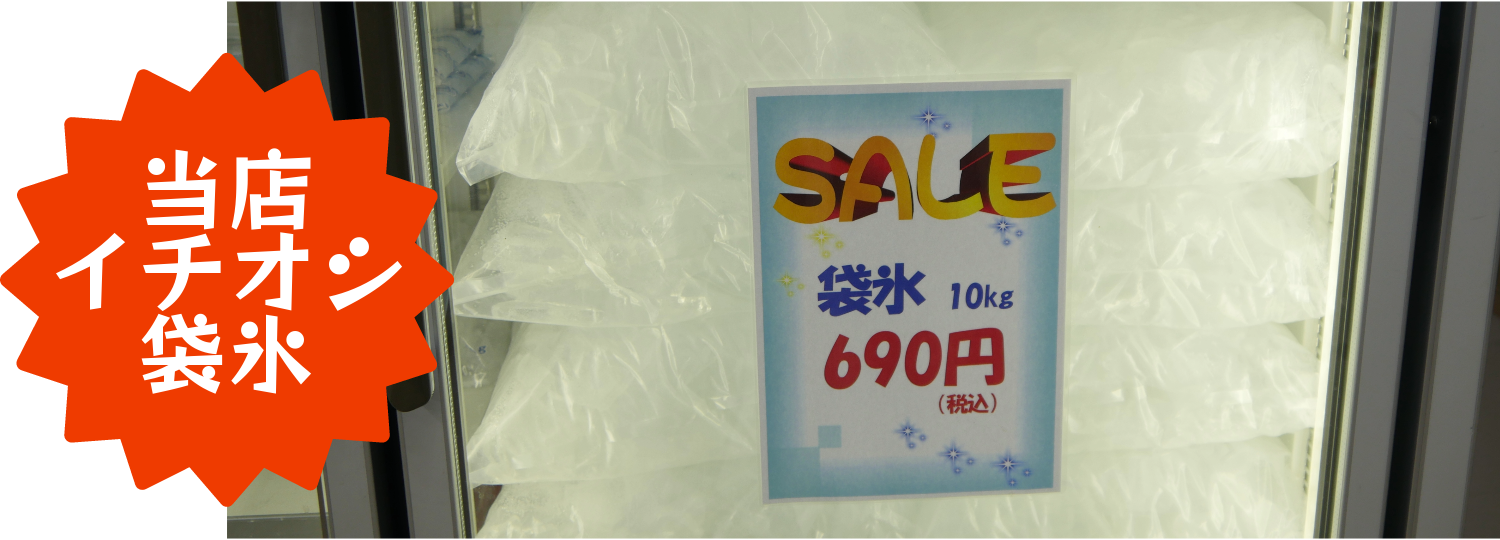 当店
イチオシ
袋氷
SALE
袋氷 10kg
690円
(税込)